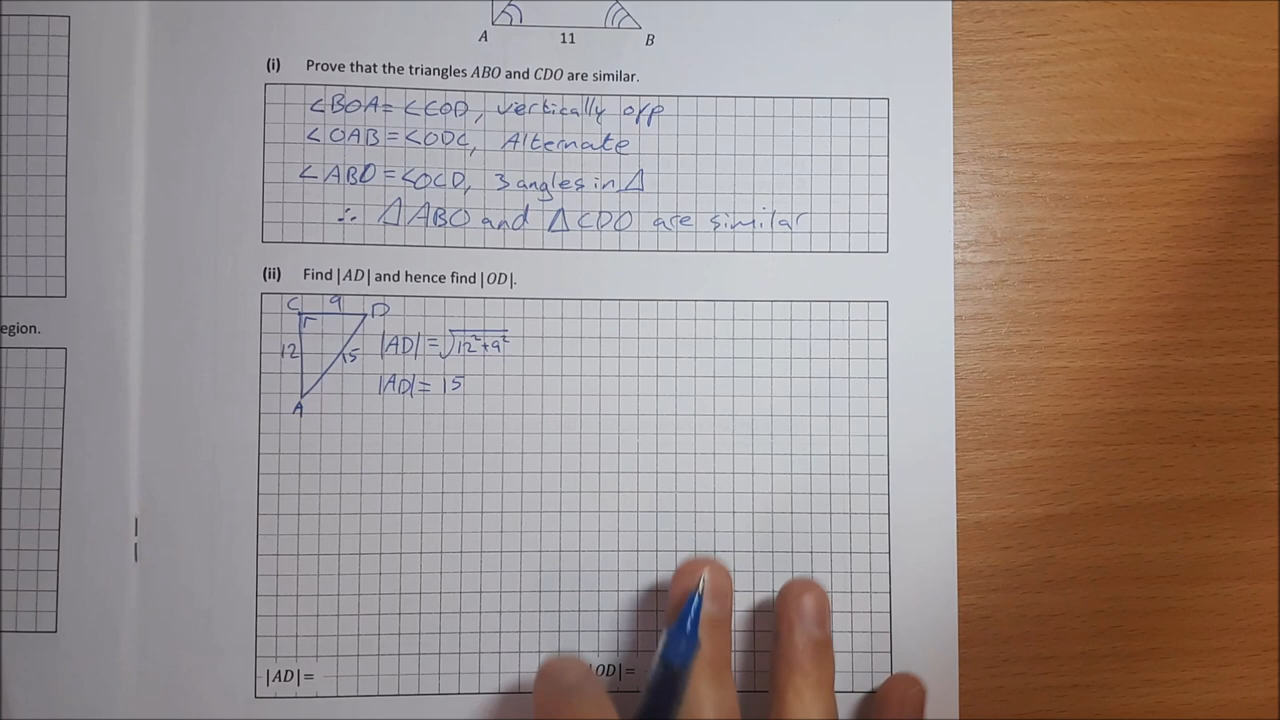 A 11 B
(i) Prove that the triangles ABO and CDO are similar.
∠BOA = ∠COD, vertically opp
∠OAB = ∠ODC, Alternate
∠ABO = ∠OCD, 3 angles in Δ
∴ ΔABO and ΔCDO are similar
(ii) Find |AD| and hence find |OD|.
C 9 D
egion.
12 15 |AD| = √12²+9²
|AD| = 15
A
|AD| = |OD| =